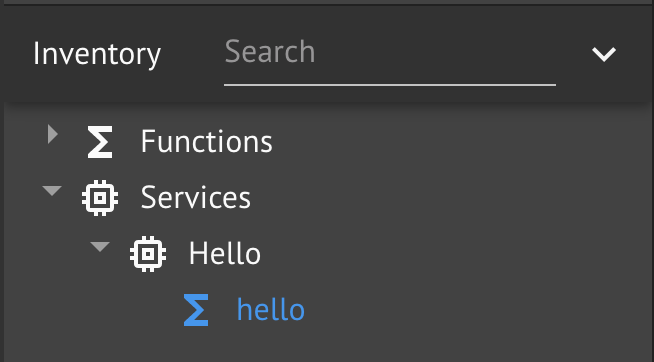 Inventory Search
Functions
Services
Hello
hello